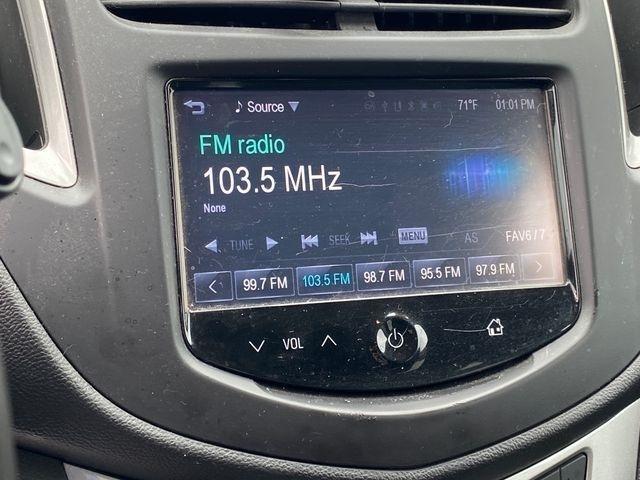 Source 71°F 01:01 PM
FM radio
103.5 MHz
None
TUNE SEEK MENU AS FAV6/7
99.7 FM 103.5 FM 98.7 FM 95.5 FM 97.9 FM
VOL